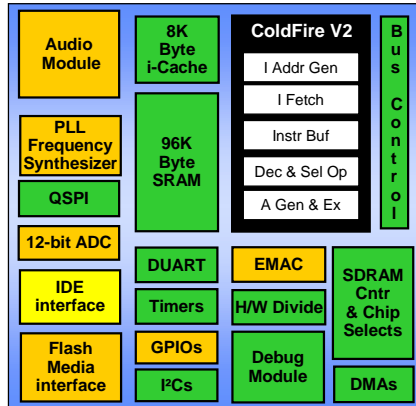 Audio
Module
PLL
Frequency
Synthesizer
QSPI
12-bit ADC
IDE
interface
Flash
Media
interface
8K
Byte
i-Cache
96K
Byte
SRAM
DUART
Timers
GPIOs
I²Cs
ColdFire V2
I Addr Gen
I Fetch
Instr Buf
Dec & Sel Op
A Gen & Ex
EMAC
H/W Divide
Debug
Module
B
u
s
C
o
n
t
r
o
l
SDRAM
Cntr
& Chip
Selects
DMAs